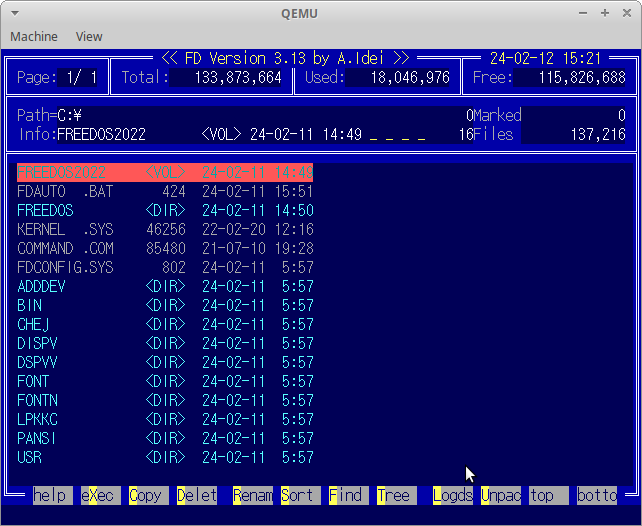 QEMU
Machine View
<< FD Version 3.13 by A.Idei >> 24-02-12 15:21
Page: 1/ 1 Total: 133,873,664 Used: 18,046,976 Free: 115,826,688
Path=C:¥ 0Marked 0
Info:FREEDOS2022 <VOL> 24-02-11 14:49 _ _ _ _ 16Files 137,216
FREEDOS2022 <VOL> 24-02-11 14:49
FDAUTO .BAT 424 24-02-11 15:51
FREEDOS <DIR> 24-02-11 14:50
KERNEL .SYS 46256 22-02-20 12:16
COMMAND .COM 85480 21-07-10 19:28
FDCONFIG.SYS 802 24-02-11 5:57
ADDDEV <DIR> 24-02-11 5:57
BIN <DIR> 24-02-11 5:57
CHEJ <DIR> 24-02-11 5:57
DISPV <DIR> 24-02-11 5:57
DSPVV <DIR> 24-02-11 5:57
FONT <DIR> 24-02-11 5:57
FONTN <DIR> 24-02-11 5:57
LPKKC <DIR> 24-02-11 5:57
PANSI <DIR> 24-02-11 5:57
USR <DIR> 24-02-11 5:57
help eXec Copy Delet Renam Sort Find Tree Logds Unpac top botto